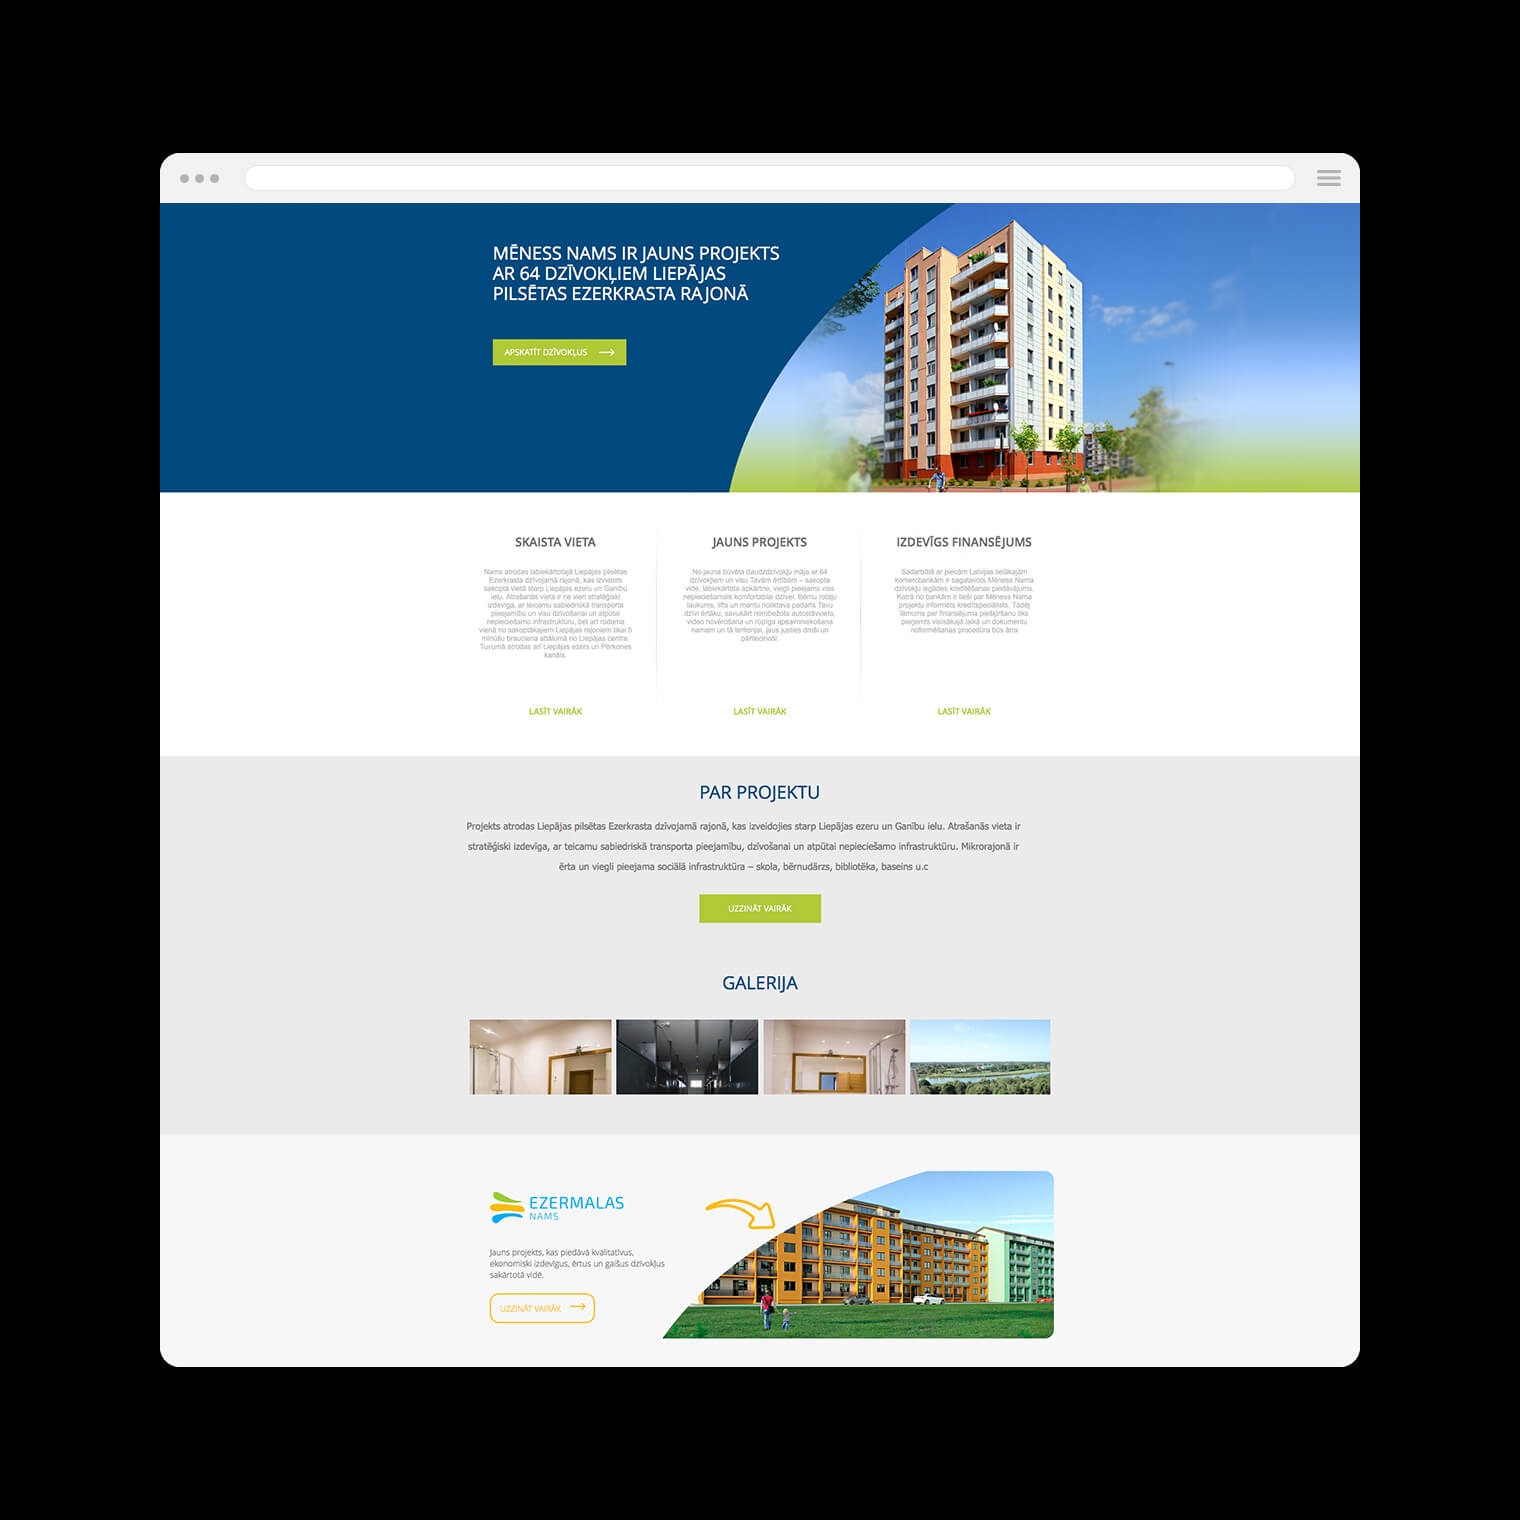 MĒNESS NAMS IR JAUNS PROJEKTS
AR 64 DZĪVOKĻIEM LIEPĀJAS
PILSĒTAS EZERKRASTA RAJONĀ
APSKATĪT DZĪVOKĻUS
SKAISTA VIETA
Nams atrodas labiekārtotajā Liepājas pilsētas
Ezerkrasta dzīvojamā rajonā, kas izvietots
sakoptā vietā starp Liepājas ezeru un Ganību
ielu. Atrašanās vieta ir ne vien stratēģiski
izdevīga, ar teicamu sabiedriskā transporta
pieejamību un visu dzīvošanai un atpūtai
nepieciešamo infrastruktūru, bet arī rodama
vienā no sakoptākajiem Liepājas rajoniem tikai 5
minūšu brauciena attālumā no Liepājas centra.
Tuvumā atrodas arī Liepājas ezers un Pērkones
kanāls.
LASĪT VAIRĀK
JAUNS PROJEKTS
No jauna būvēta daudzdzīvokļu māja ar 64
dzīvokļiem un visu Tavām ērtībām – sakopta
vide, labiekārtota apkārtne, viegli pieejams viss
nepieciešamais komfortablai dzīvei. Bērnu rotaļu
laukums, lifts un mantu noliktava padarīs Tavu
dzīvi ērtāku, savukārt norobežota autostāvvieta,
video novērošana un rūpīga apsaimniekošana
namam un tā teritorijai, ļaus justies droši un
pārliecinoši.
LASĪT VAIRĀK
IZDEVĪGS FINANSĒJUMS
Sadarbībā ar piecām Latvijas lielākajām
komercbankām ir sagatavots Mēness Nama
dzīvokļu iegādes kreditēšanas piedāvājums.
Katrā no bankām ir tieši par Mēness Nama
projektu informēts kredītspeciālists. Tādēļ
lēmums par finansējuma piešķiršanu tiks
pieņemts visīsākajā laikā un dokumentu
noformēšanas procedūra būs ātra
LASĪT VAIRĀK
PAR PROJEKTU
Projekts atrodas Liepājas pilsētas Ezerkrasta dzīvojamā rajonā, kas izveidojies starp Liepājas ezeru un Ganību ielu. Atrašanās vieta ir
stratēģiski izdevīga, ar teicamu sabiedriskā transporta pieejamību, dzīvošanai un atpūtai nepieciešamo infrastruktūru. Mikrorajonā ir
ērta un viegli pieejama sociālā infrastruktūra – skola, bērnudārzs, bibliotēka, baseins u.c
UZZINĀT VAIRĀK
GALERIJA
EZERMALAS
NAMS
Jauns projekts, kas piedāvā kvalitatīvus,
ekonomiski izdevīgus, ērtus un gaišus dzīvokļus
sakārtotā vidē.
UZZINĀT VAIRĀK